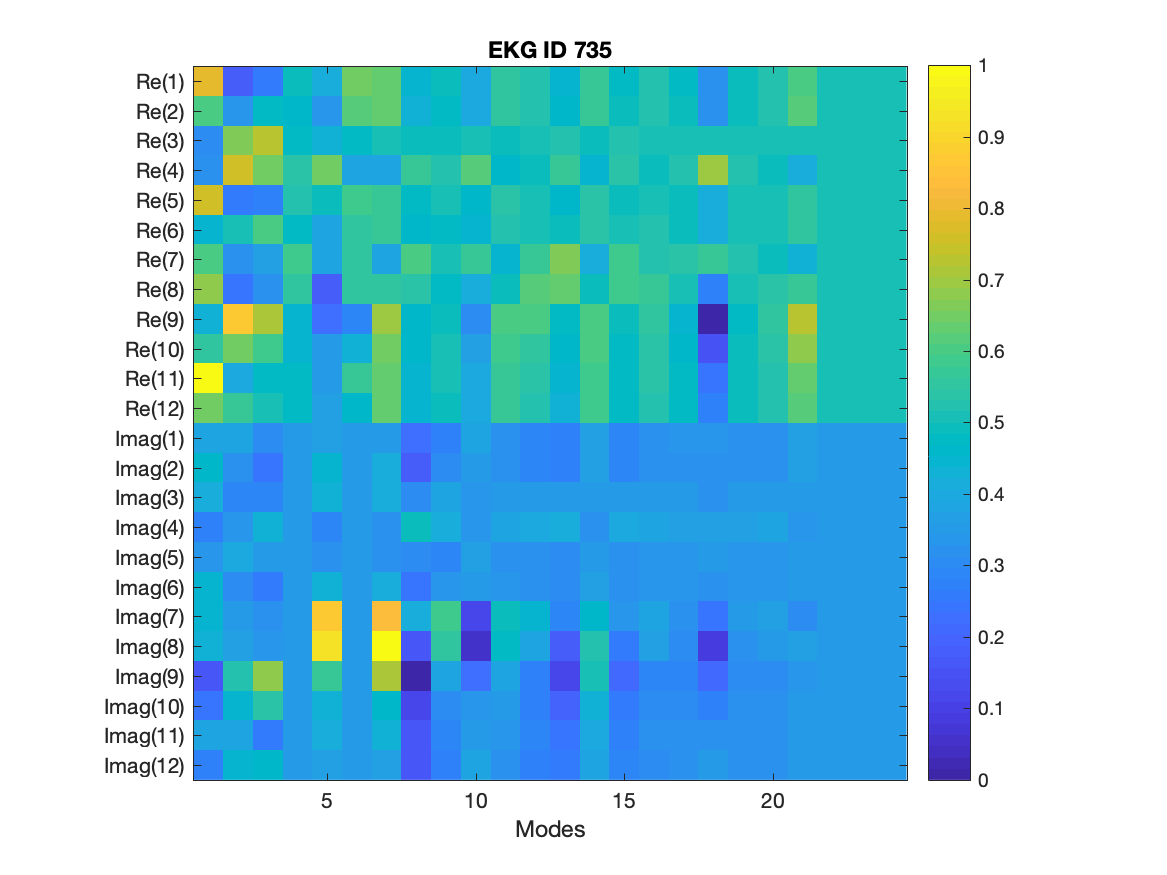 EKG ID 735
Re(1)
Re(2)
Re(3)
Re(4)
Re(5)
Re(6)
Re(7)
Re(8)
Re(9)
Re(10)
Re(11)
Re(12)
Imag(1)
Imag(2)
Imag(3)
Imag(4)
Imag(5)
Imag(6)
Imag(7)
Imag(8)
Imag(9)
Imag(10)
Imag(11)
Imag(12)
5 10 15 20
Modes
1
0.9
0.8
0.7
0.6
0.5
0.4
0.3
0.2
0.1
0